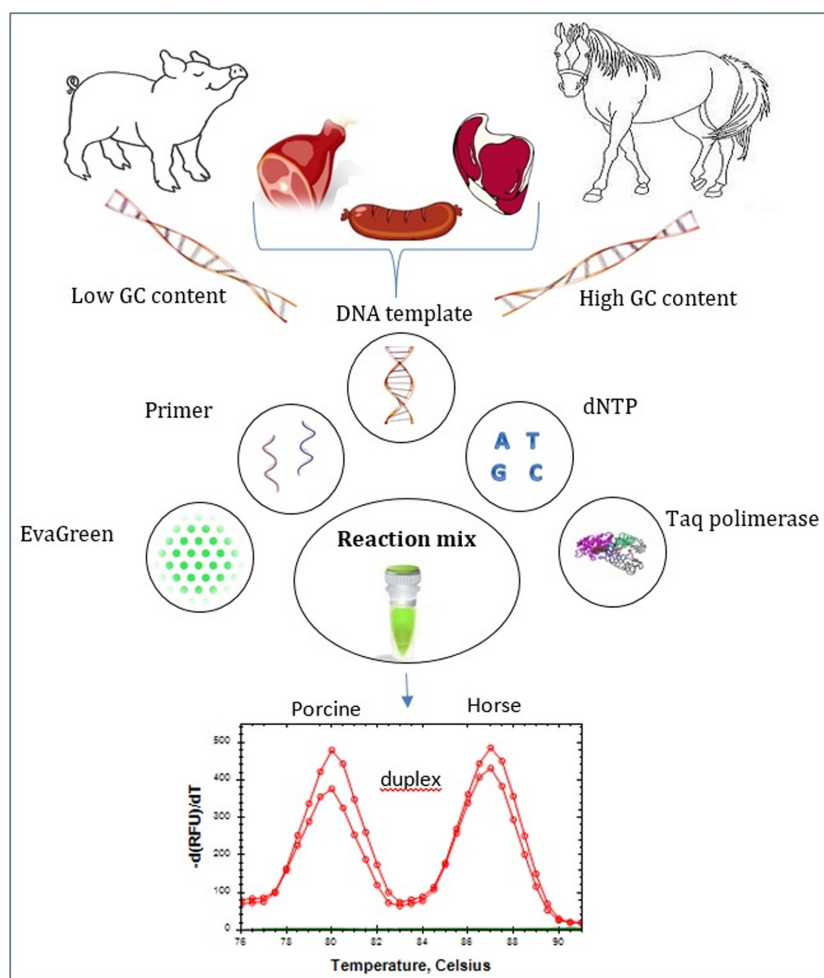 Low GC content
High GC content
DNA template
Primer
dNTP
A T
G C
EvaGreen
Reaction mix
Taq polimerase
Porcine
Horse
duplex
-d(RFU)/dT
500
400
300
200
100
0
76 78 80 82 84 86 88 90
Temperature, Celsius